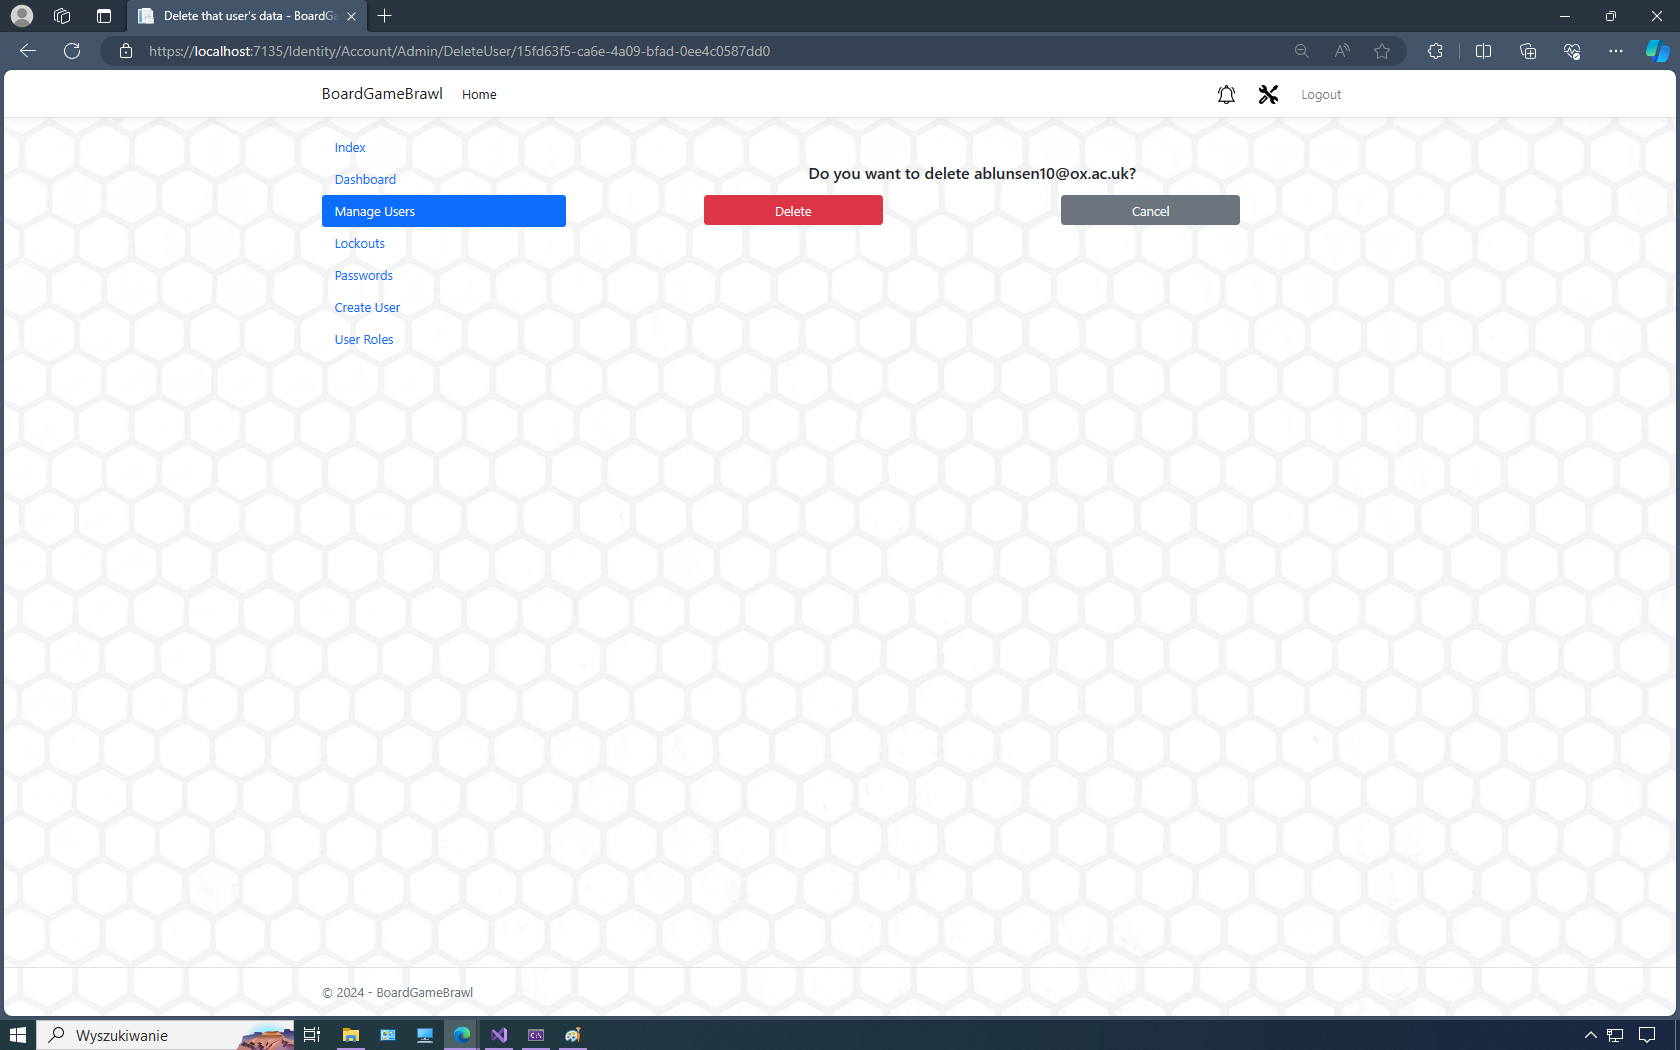 Delete that user's data - BoardGa
https://localhost:7135/Identity/Account/Admin/DeleteUser/15fd63f5-ca6e-4a09-bfad-0ee4c0587dd0
BoardGameBrawl
Home
Logout
Index
Dashboard
Manage Users
Lockouts
Passwords
Create User
User Roles
Do you want to delete ablunsen10@ox.ac.uk?
Delete
Cancel
© 2024 - BoardGameBrawl
Wyszukiwanie